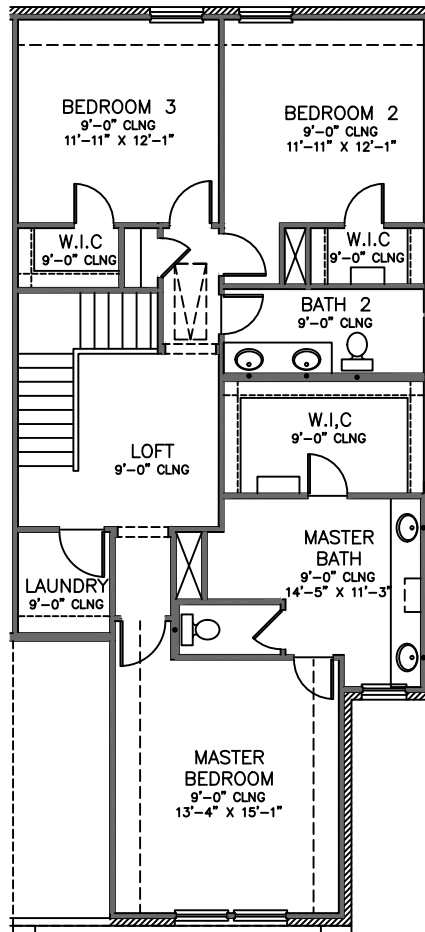 BEDROOM 3
9'-0" CLNG
11'-11" X 12'-1"
BEDROOM 2
9'-0" CLNG
11'-11" X 12'-1"
W.I.C
9'-0" CLNG
W.I.C
9'-0" CLNG
BATH 2
9'-0" CLNG
W.I,C
9'-0" CLNG
LOFT
9'-0" CLNG
MASTER
BATH
9'-0" CLNG
14'-5" X 11'-3"
LAUNDRY
9'-0" CLNG
MASTER
BEDROOM
9'-0" CLNG
13'-4" X 15'-1"